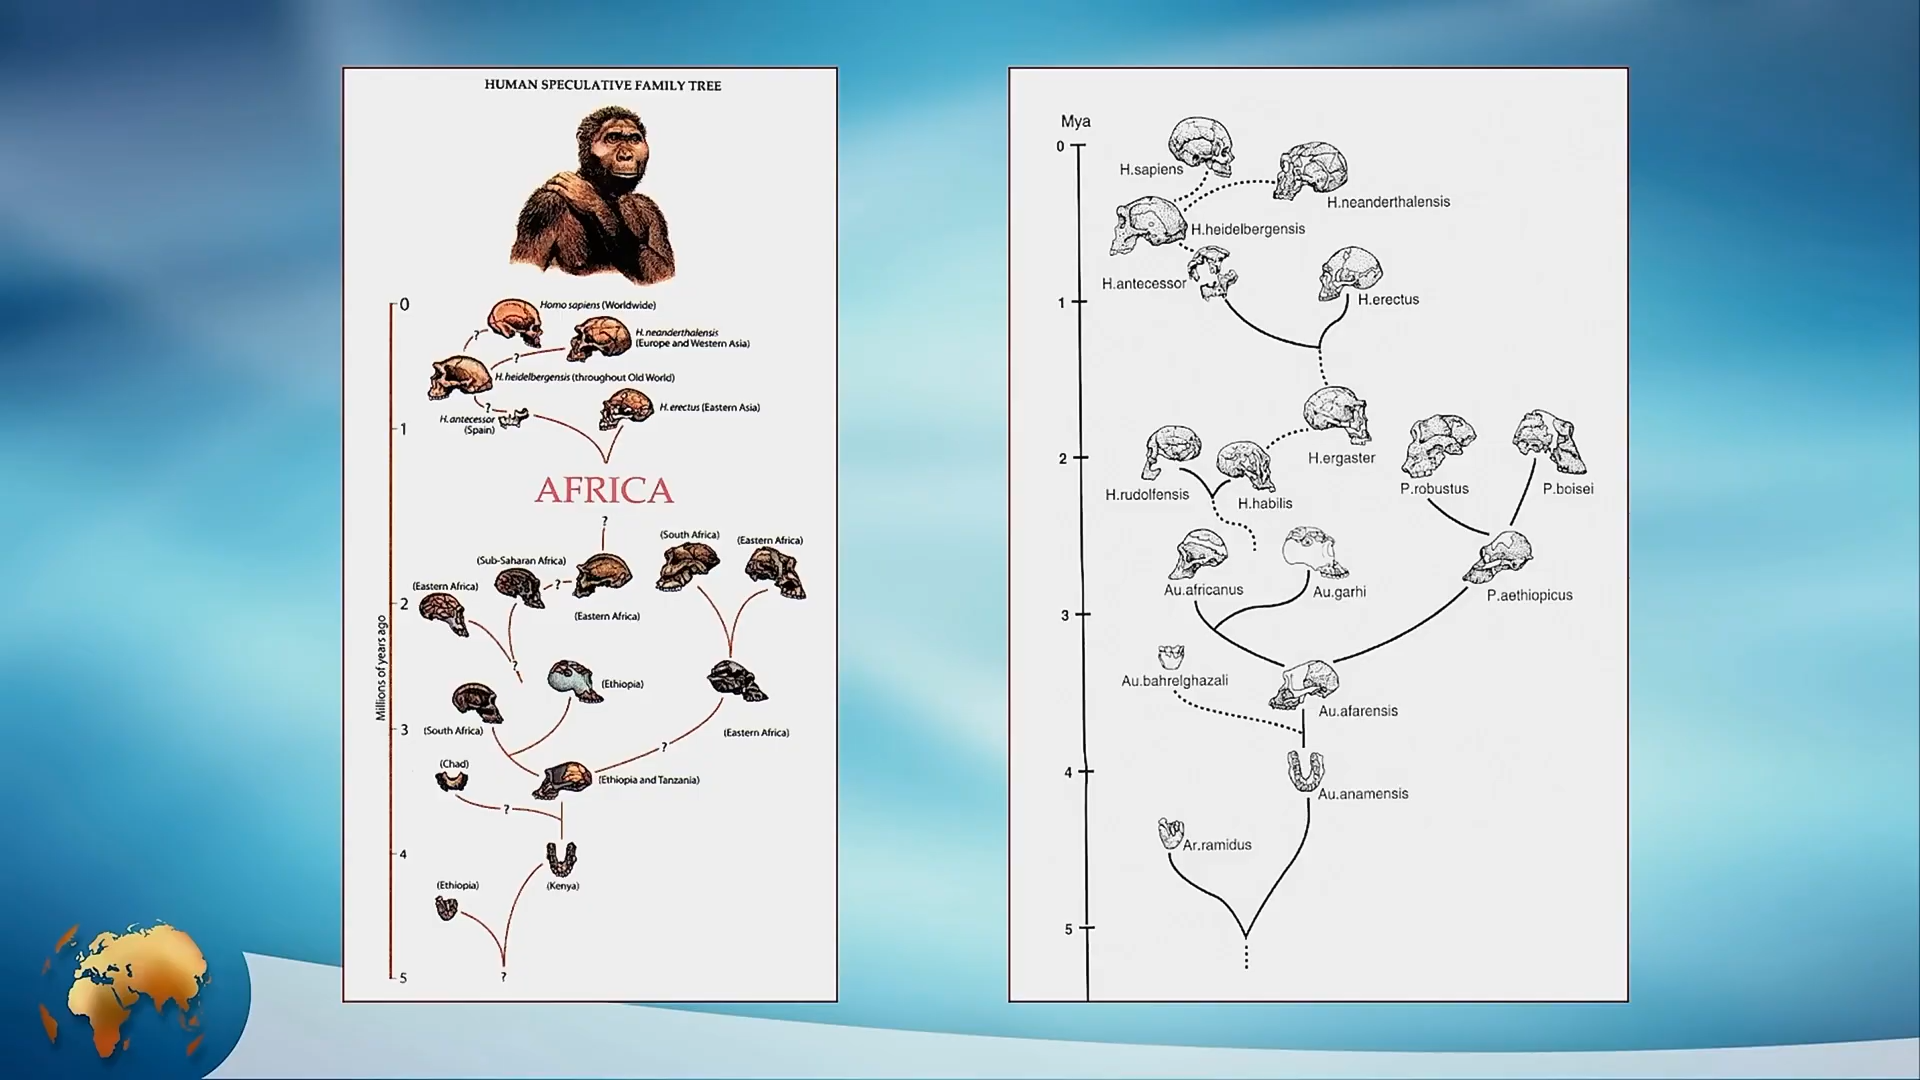 HUMAN SPECULATIVE FAMILY TREE
0
Homo sapiens (Worldwide)
?
H. neanderthalensis
(Europe and Western Asia)
?
H. heidelbergensis (throughout Old World)
?
H. erectus (Eastern Asia)
H. antecessor
(Spain)
1
AFRICA
?
(South Africa)
(Eastern Africa)
(Sub-Saharan Africa)
?
(Eastern Africa)
2
(Eastern Africa)
Millions of years ago
?
(Ethiopia)
(South Africa)
3
(Eastern Africa)
?
(Chad)
(Ethiopia and Tanzania)
?
4
(Ethiopia)
(Kenya)
5
?
Mya
0
H.sapiens
H.neanderthalensis
H.heidelbergensis
H.antecessor
H.erectus
1
2
H.ergaster
H.rudolfensis
H.habilis
P.robustus
P.boisei
Au.africanus
Au.garhi
P.aethiopicus
3
Au.bahrelghazali
Au.afarensis
4
Au.anamensis
Ar.ramidus
5